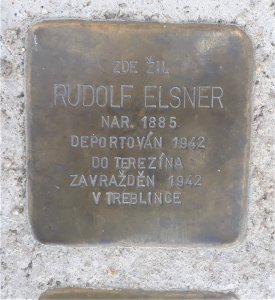 ZDE ŽIL
RUDOLF ELSNER
NAR. 1885
DEPORTOVÁN 1942
DO TEREZÍNA
ZAVRAŽDĚN 1942
V TREBLINCE